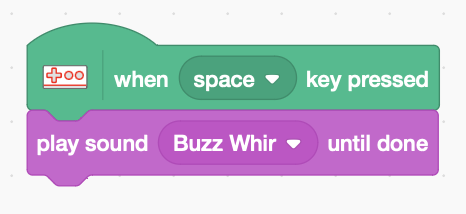 when space key pressed
play sound Buzz Whir until done